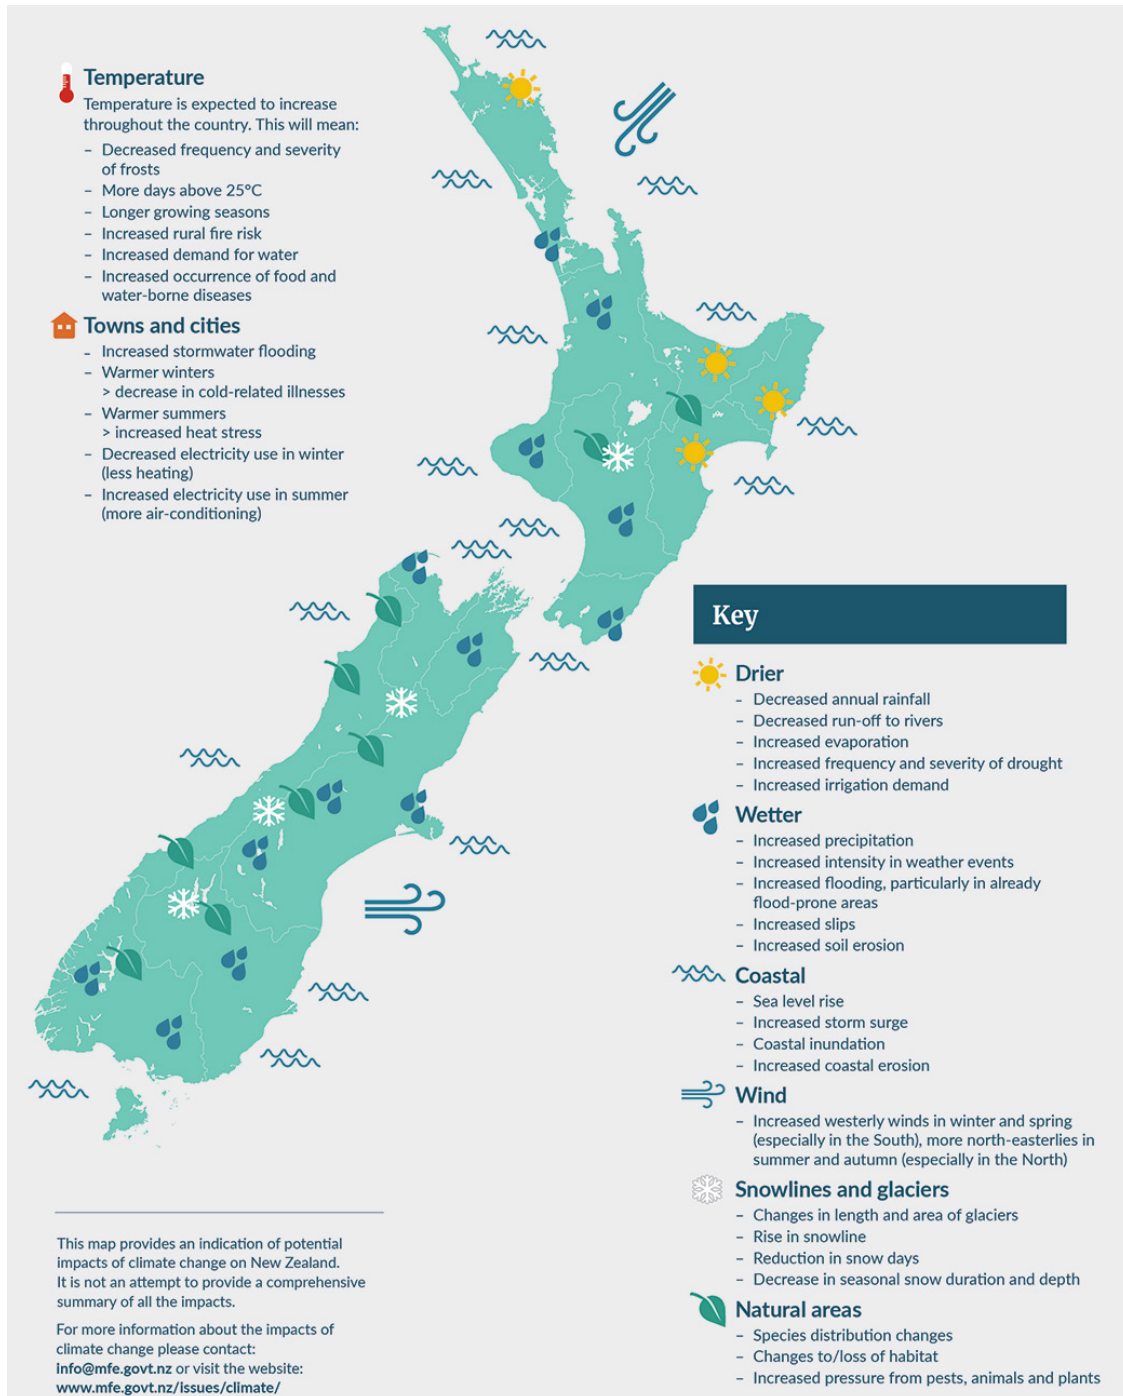 Temperature
Temperature is expected to increase
throughout the country. This will mean:
– Decreased frequency and severity
of frosts
– More days above 25°C
– Longer growing seasons
– Increased rural fire risk
– Increased demand for water
– Increased occurrence of food and
water-borne diseases
Towns and cities
– Increased stormwater flooding
– Warmer winters
> decrease in cold-related illnesses
– Warmer summers
> increased heat stress
– Decreased electricity use in winter
(less heating)
– Increased electricity use in summer
(more air-conditioning)
Key
Drier
– Decreased annual rainfall
– Decreased run-off to rivers
– Increased evaporation
– Increased frequency and severity of drought
– Increased irrigation demand
Wetter
– Increased precipitation
– Increased intensity in weather events
– Increased flooding, particularly in already
flood-prone areas
– Increased slips
– Increased soil erosion
Coastal
– Sea level rise
– Increased storm surge
– Coastal inundation
– Increased coastal erosion
Wind
– Increased westerly winds in winter and spring
(especially in the South), more north-easterlies in
summer and autumn (especially in the North)
Snowlines and glaciers
– Changes in length and area of glaciers
– Rise in snowline
– Reduction in snow days
– Decrease in seasonal snow duration and depth
Natural areas
– Species distribution changes
– Changes to/loss of habitat
– Increased pressure from pests, animals and plants
This map provides an indication of potential
impacts of climate change on New Zealand.
It is not an attempt to provide a comprehensive
summary of all the impacts.
For more information about the impacts of
climate change please contact:
info@mfe.govt.nz or visit the website:
www.mfe.govt.nz/issues/climate/